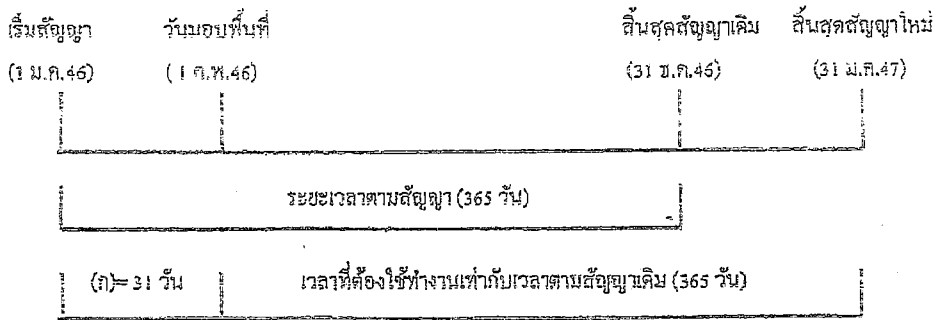 เริ่มสัญญา วันมอบพื้นที่ สิ้นสุดสัญญาเดิม สิ้นสุดสัญญาใหม่
(1 ม.ค.46) (1 ก.พ.46) (31 ธ.ค.46) (31 ม.ค.47)
ระยะเวลาตามสัญญา (365 วัน)
(ก)= 31 วัน เวลาที่ต้องใช้ทำงานเท่ากับเวลาตามสัญญาเดิม (365 วัน)